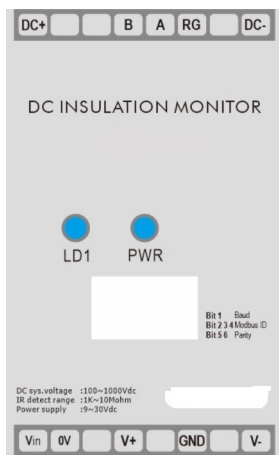 DC+ B A RG DC-
DC INSULATION MONITOR
LD1 PWR
Bit 1 Baud
Bit 2 3 4 Modbus ID
Bit 5 6 Parity
DC sys.voltage :100~1000Vdc
IR detect range :1K~10Mohm
Power supply :9~30Vdc
Vin 0V V+ GND V-